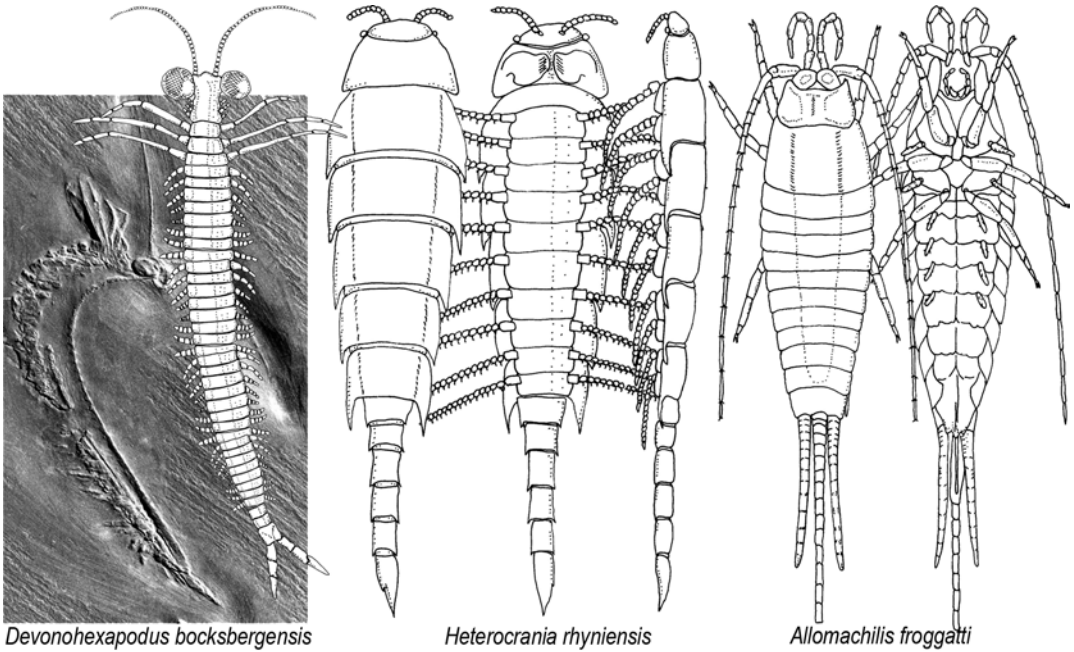 Devonohexapodus bocksbergensis
Heterocrania rhyniensis
Allomachilis froggatti